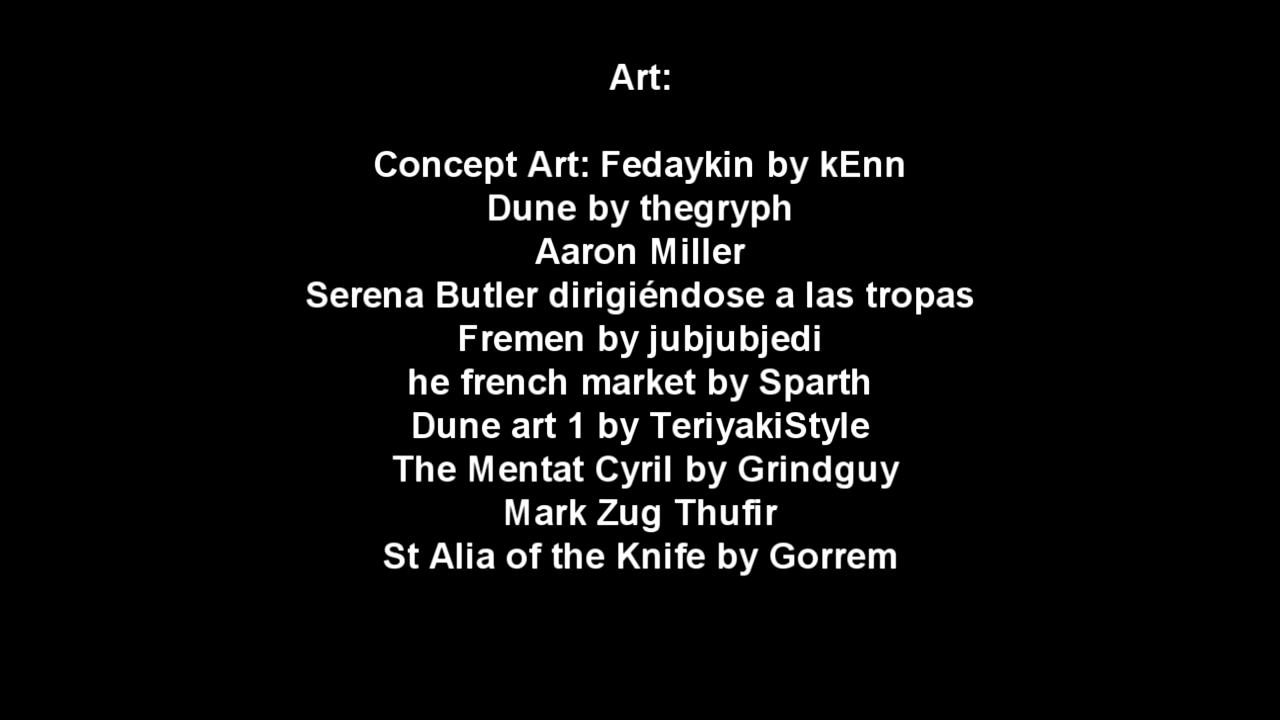 Art:
Concept Art: Fedaykin by kEnn
Dune by thegryph
Aaron Miller
Serena Butler dirigiéndose a las tropas
Fremen by jubjubjedi
he french market by Sparth
Dune art 1 by TeriyakiStyle
The Mentat Cyril by Grindguy
Mark Zug Thufir
St Alia of the Knife by Gorrem